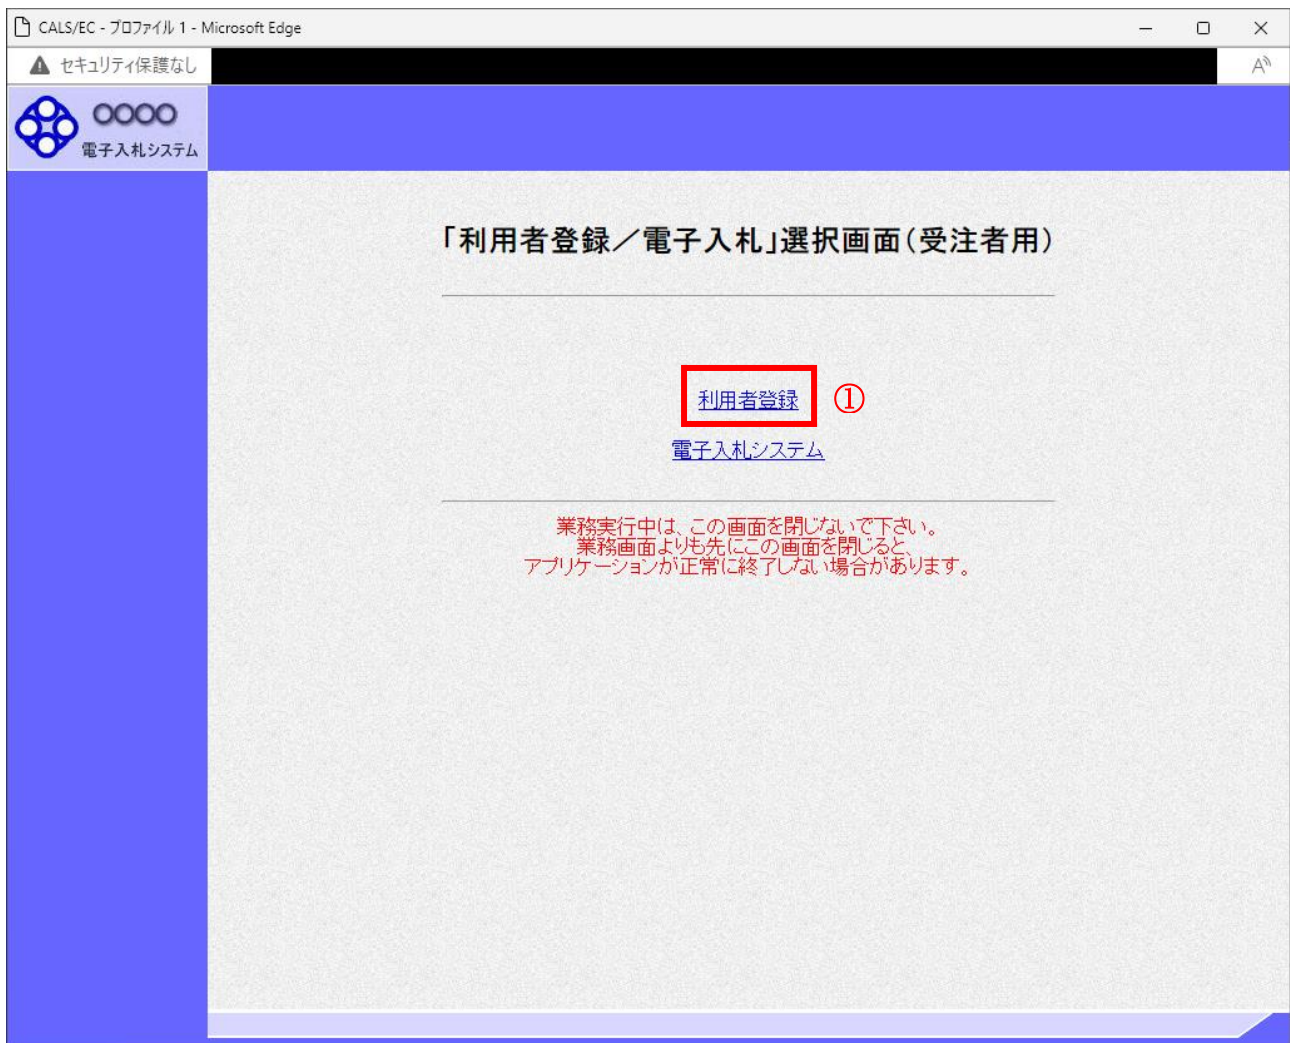 CALS/EC - プロファイル 1 - Microsoft Edge
セキュリティ保護なし
A
○○○○
電子入札システム
「利用者登録／電子入札」選択画面(受注者用)
利用者登録 ①
電子入札システム
業務実行中は、この画面を閉じないで下さい。
業務画面よりも先にこの画面を閉じると、
アプリケーションが正常に終了しない場合があります。